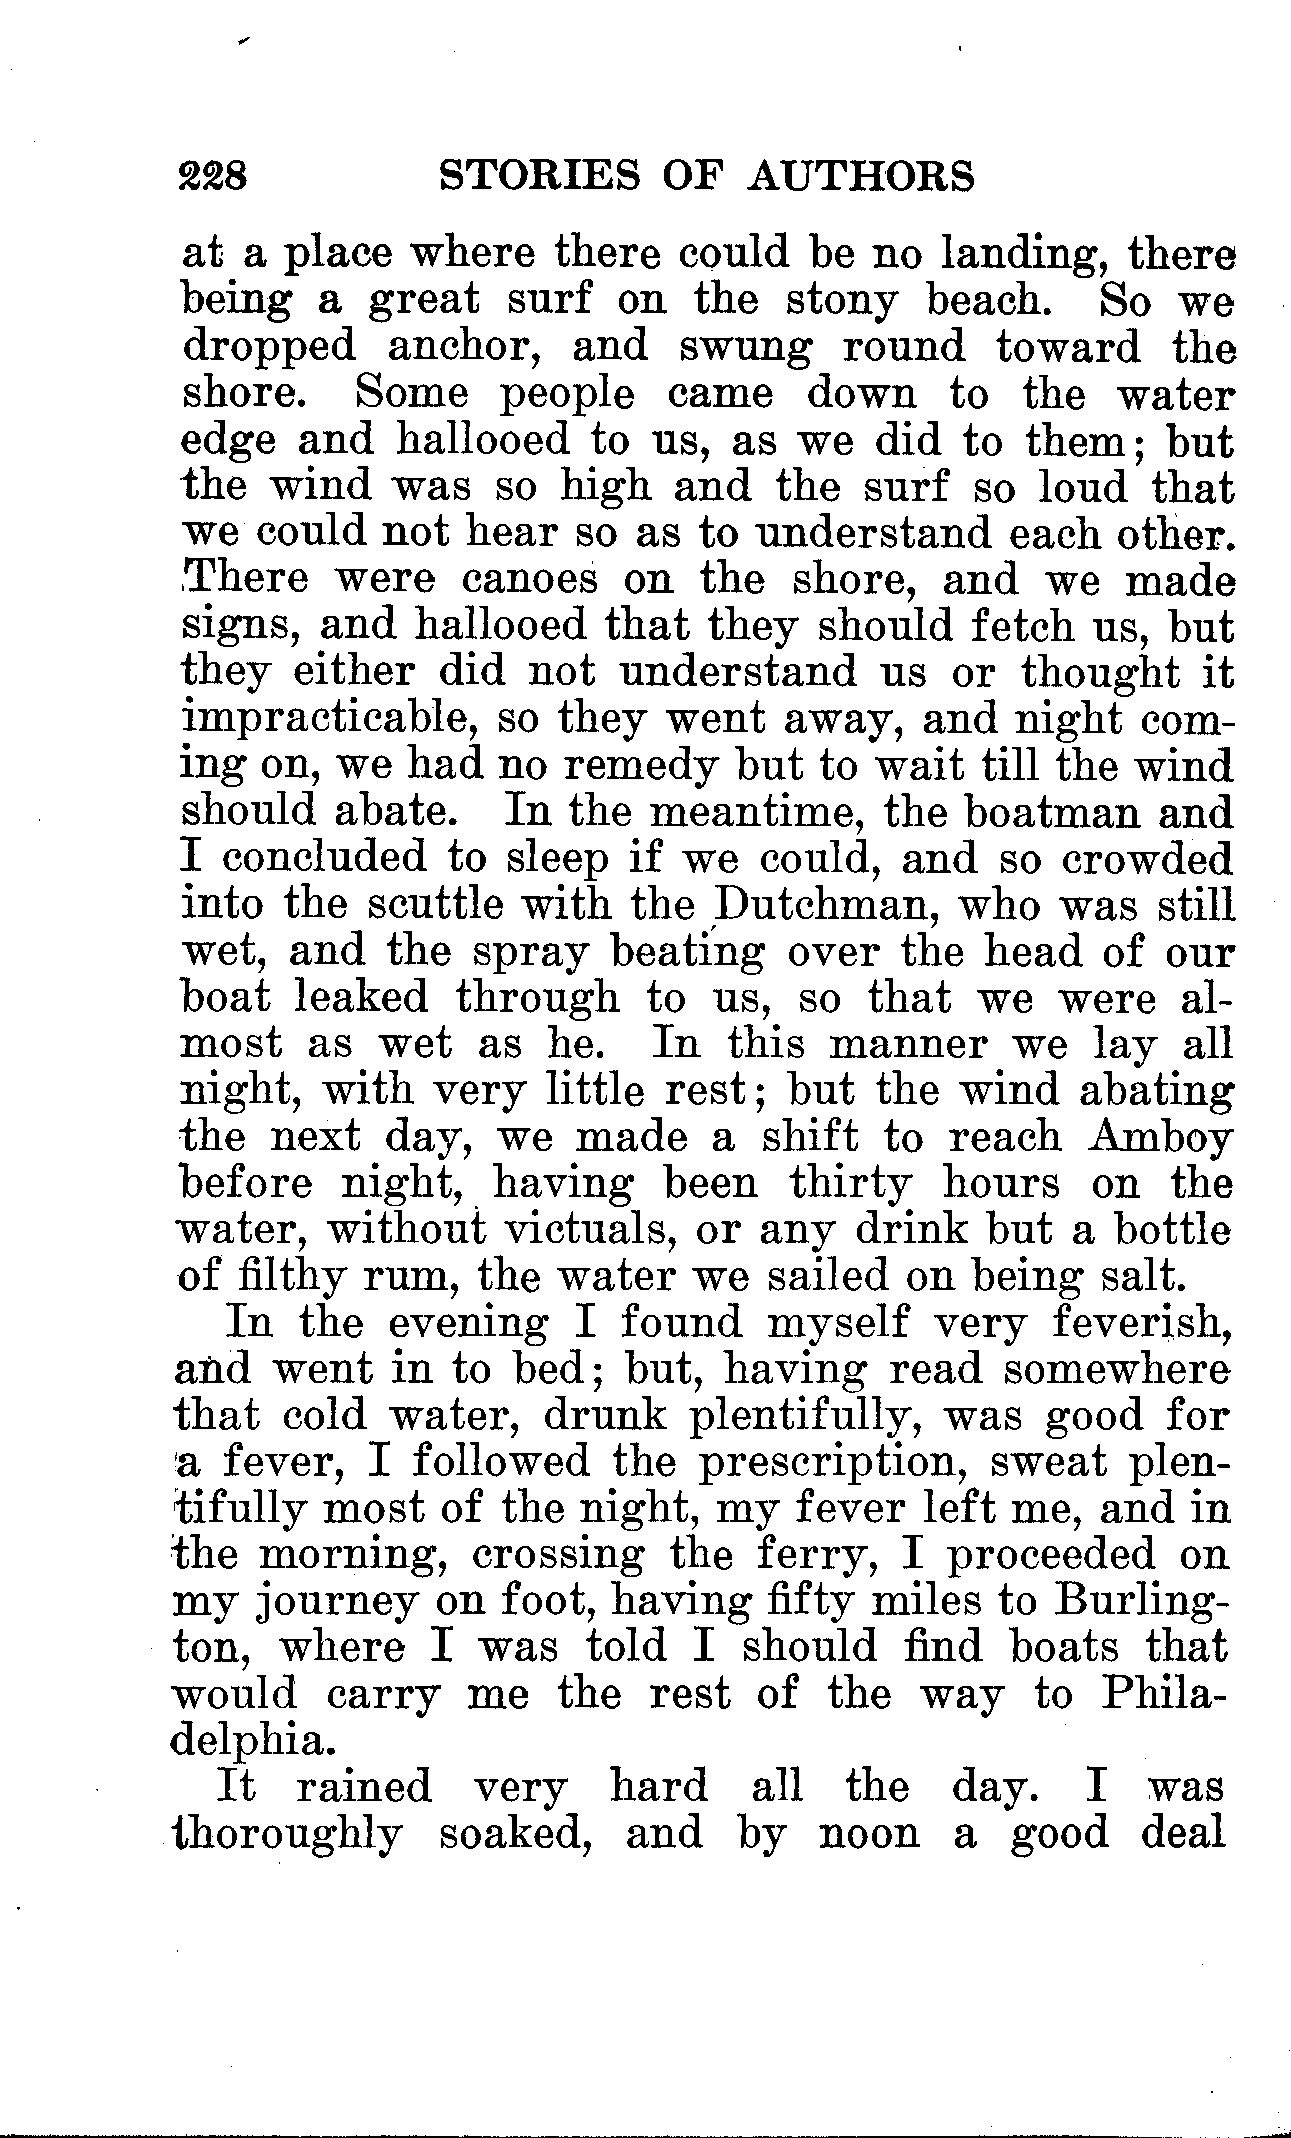 228 STORIES OF AUTHORS
at a place where there could be no landing, there
being a great surf on the stony beach. So we
dropped anchor, and swung round toward the
shore. Some people came down to the water
edge and hallooed to us, as we did to them; but
the wind was so high and the surf so loud that
we could not hear so as to understand each other.
There were canoes on the shore, and we made
signs, and hallooed that they should fetch us, but
they either did not understand us or thought it
impracticable, so they went away, and night com-
ing on, we had no remedy but to wait till the wind
should abate. In the meantime, the boatman and
I concluded to sleep if we could, and so crowded
into the scuttle with the Dutchman, who was still
wet, and the spray beating over the head of our
boat leaked through to us, so that we were al-
most as wet as he. In this manner we lay all
night, with very little rest; but the wind abating
the next day, we made a shift to reach Amboy
before night, having been thirty hours on the
water, without victuals, or any drink but a bottle
of filthy rum, the water we sailed on being salt.
In the evening I found myself very feverish,
and went in to bed; but, having read somewhere
that cold water, drunk plentifully, was good for
a fever, I followed the prescription, sweat plen-
tifully most of the night, my fever left me, and in
the morning, crossing the ferry, I proceeded on
my journey on foot, having fifty miles to Burling-
ton, where I was told I should find boats that
would carry me the rest of the way to Phila-
delphia.
It rained very hard all the day. I was
thoroughly soaked, and by noon a good deal